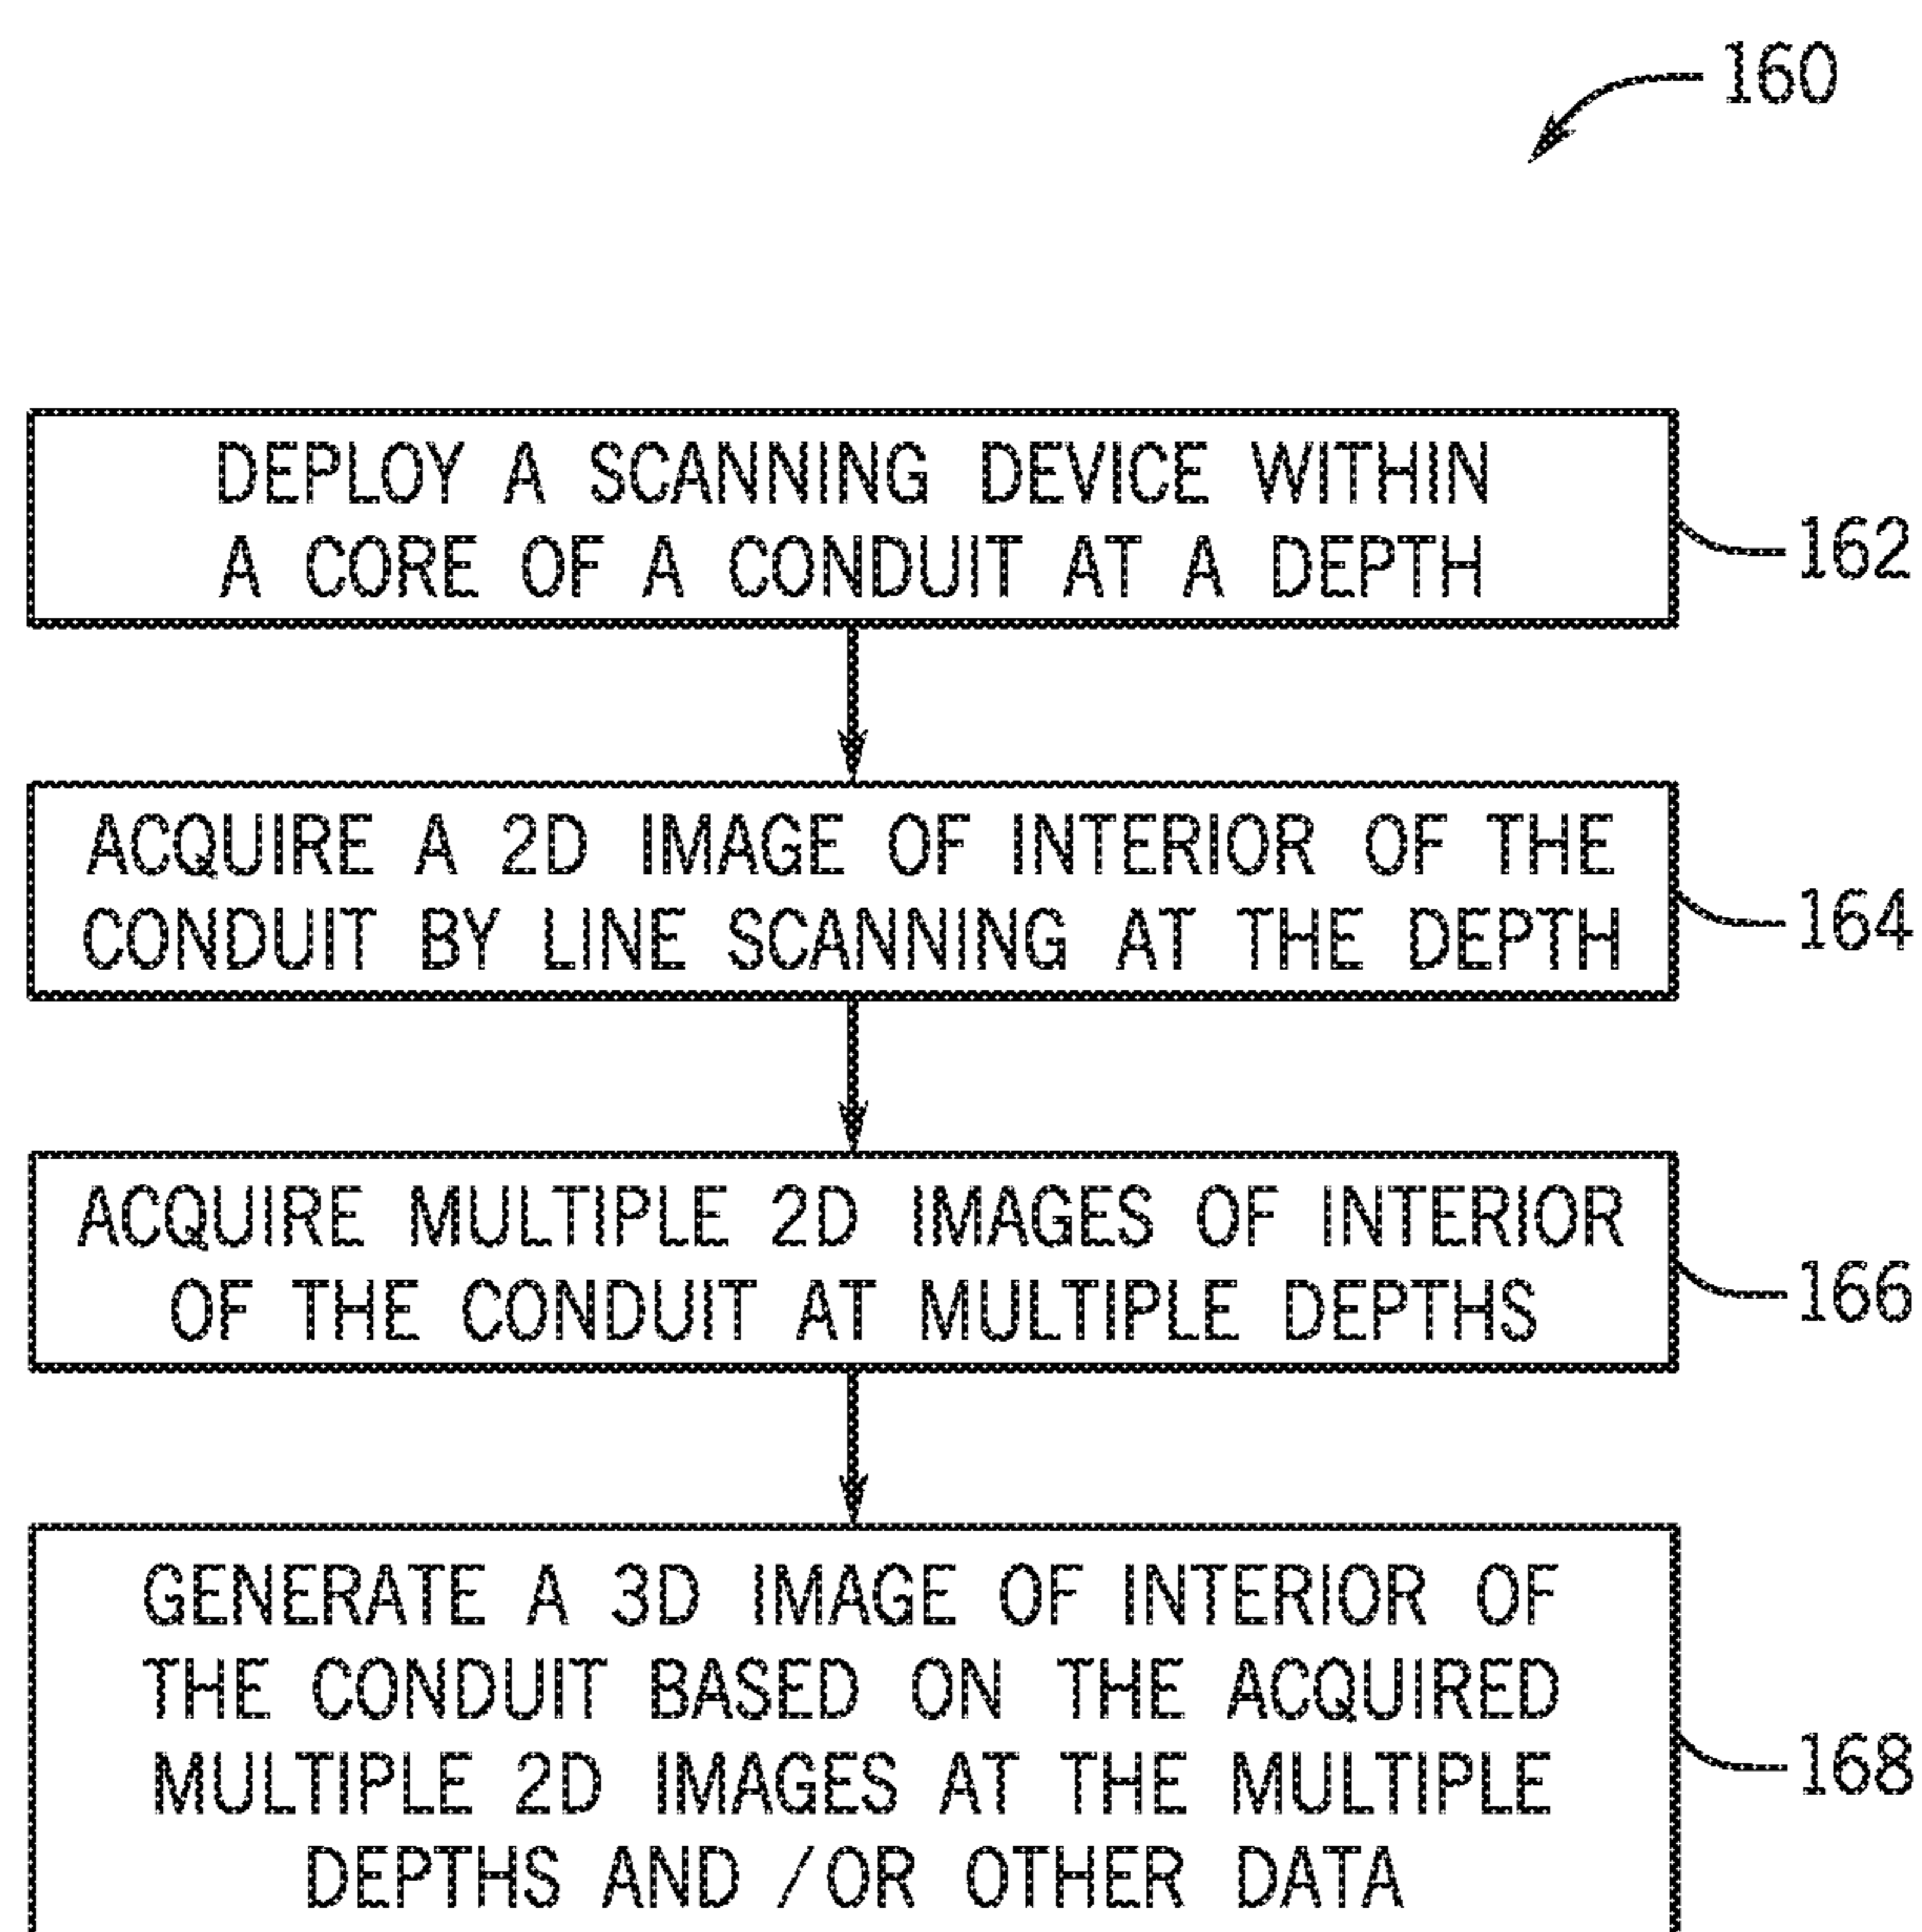 160
DEPLOY A SCANNING DEVICE WITHIN
A CORE OF A CONDUIT AT A DEPTH
162
ACQUIRE A 2D IMAGE OF INTERIOR OF THE
CONDUIT BY LINE SCANNING AT THE DEPTH
164
ACQUIRE MULTIPLE 2D IMAGES OF INTERIOR
OF THE CONDUIT AT MULTIPLE DEPTHS
166
GENERATE A 3D IMAGE OF INTERIOR OF
THE CONDUIT BASED ON THE ACQUIRED
MULTIPLE 2D IMAGES AT THE MULTIPLE
DEPTHS AND /OR OTHER DATA
168